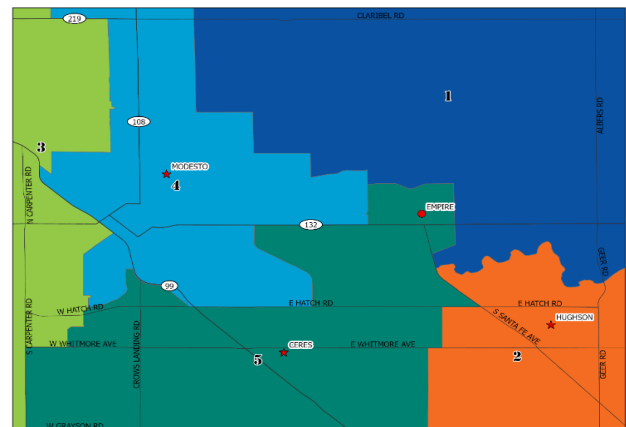 219
CLARIBEL RD
1
ALBERS RD
108
3
MODESTO
4
N CARPENTER RD
EMPIRE
132
GEER RD
99
W HATCH RD
E HATCH RD
E HATCH RD
S SANTA FE AVE
HUGHSON
S CARPENTER RD
W WHITMORE AVE
CROWS LANDING RD
CERES
5
E WHITMORE AVE
2
GEER RD
W GRAYSON RD